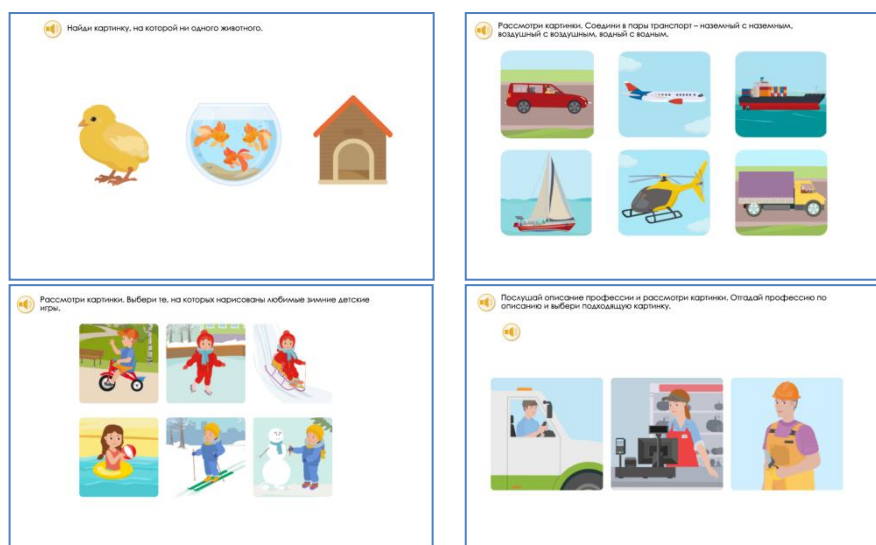 Найди картинку, на которой ни одного животного.
Рассмотри картинки. Соедини в пары транспорт – наземный с наземным,
воздушный с воздушным, водный с водным.
Рассмотри картинки. Выбери те, на которых нарисованы любимые зимние детские
игры.
Послушай описание профессии и рассмотри картинки. Отгадай профессию по
описанию и выбери подходящую картинку.